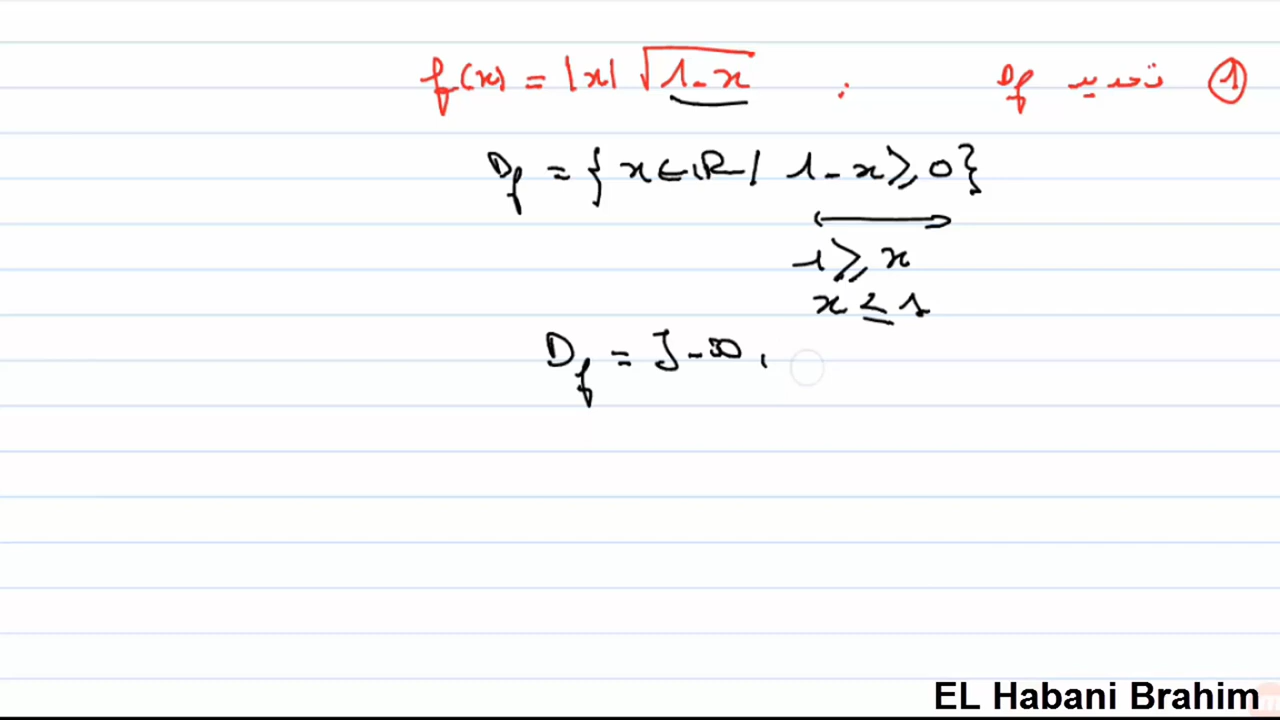 ① تحديد Df : f(x) = |x| √(1-x)
Df = { x ∈ ℝ / 1-x ≥ 0 }
1 ≥ x
x ≤ 1
Df = ]-∞ ,
EL Habani Brahim